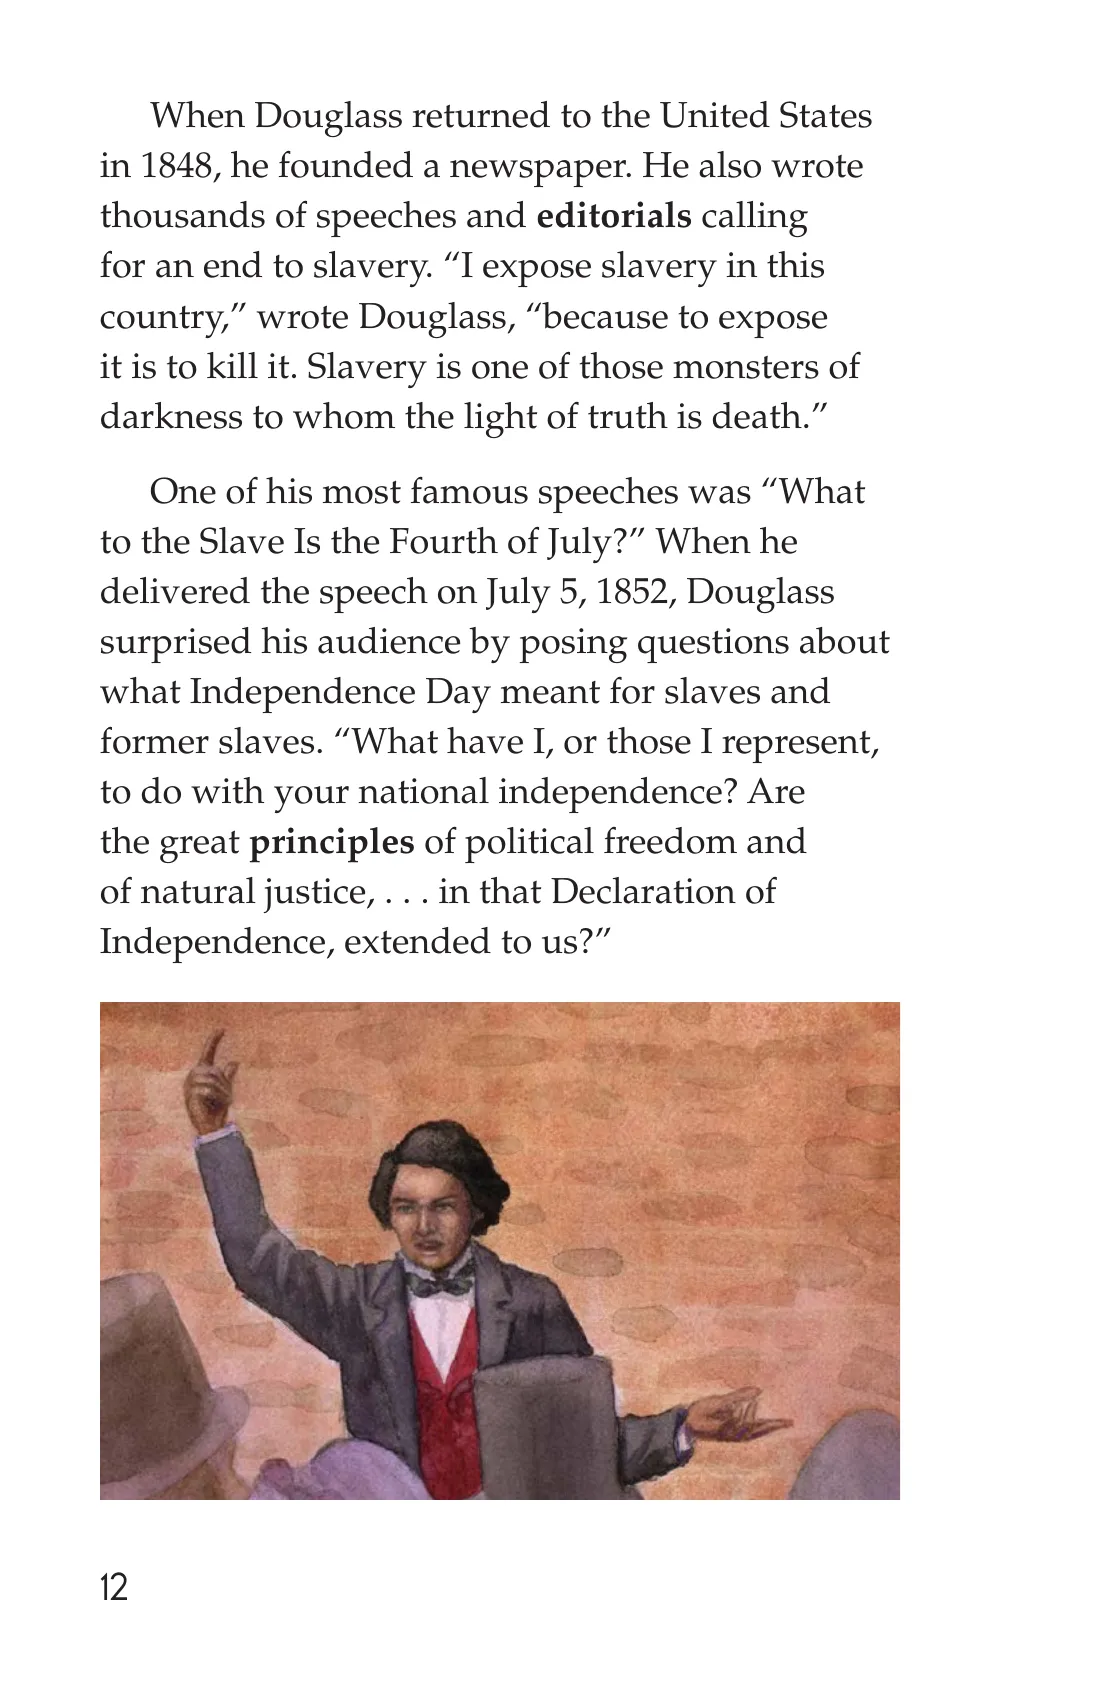 When Douglass returned to the United States
in 1848, he founded a newspaper. He also wrote
thousands of speeches and editorials calling
for an end to slavery. “I expose slavery in this
country,” wrote Douglass, “because to expose
it is to kill it. Slavery is one of those monsters of
darkness to whom the light of truth is death.”
One of his most famous speeches was “What
to the Slave Is the Fourth of July?” When he
delivered the speech on July 5, 1852, Douglass
surprised his audience by posing questions about
what Independence Day meant for slaves and
former slaves. “What have I, or those I represent,
to do with your national independence? Are
the great principles of political freedom and
of natural justice, . . . in that Declaration of
Independence, extended to us?”
12